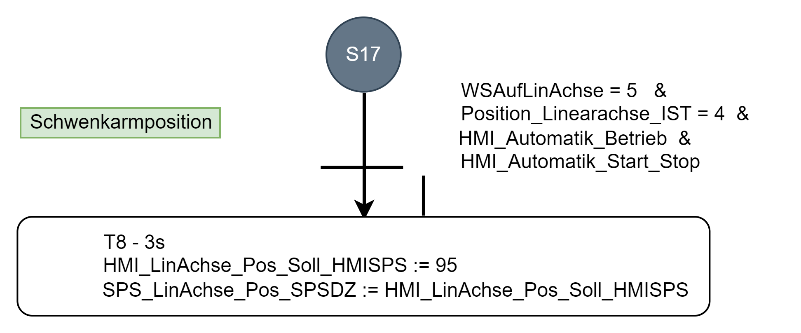 S17
WSAufLinAchse = 5 &
Position_Linearachse_IST = 4 &
HMI_Automatik_Betrieb &
HMI_Automatik_Start_Stop
Schwenkarmposition
T8 - 3s
HMI_LinAchse_Pos_Soll_HMISPS := 95
SPS_LinAchse_Pos_SPSDZ := HMI_LinAchse_Pos_Soll_HMISPS